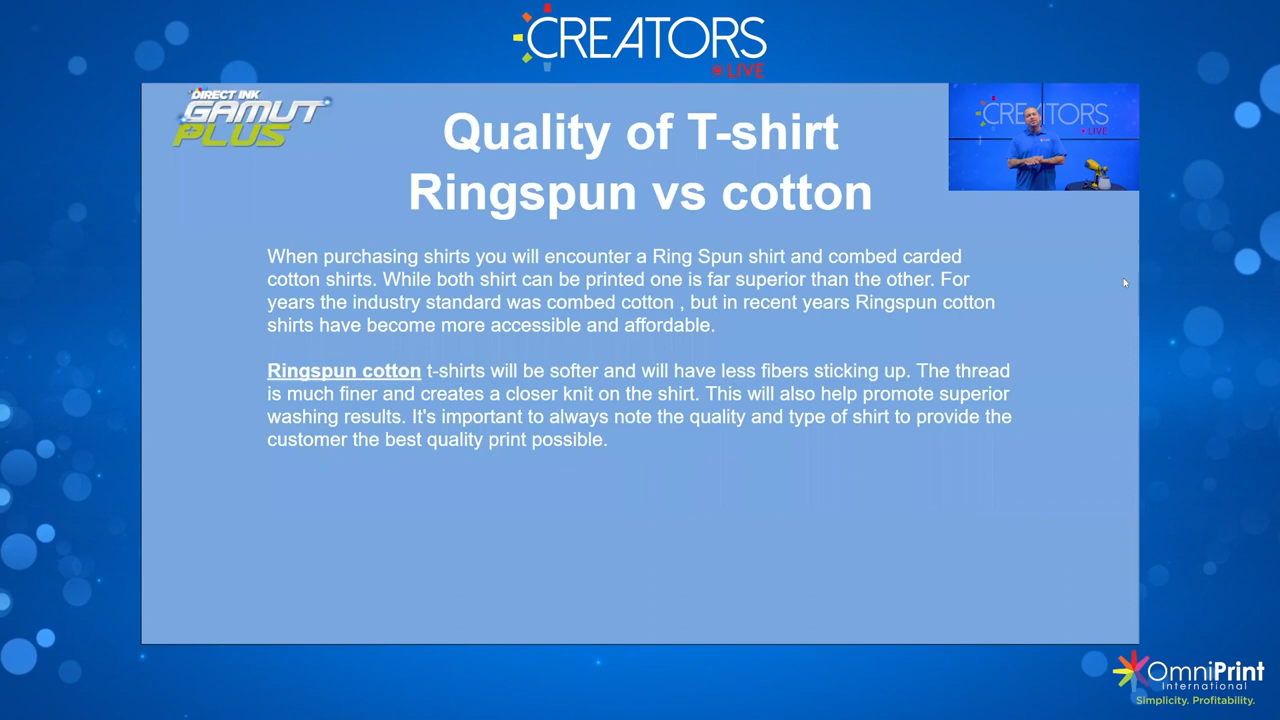 CREATORS
LIVE
DIRECT INK
GAMUT
PLUS
Quality of T-shirt
Ringspun vs cotton
CREATORS
LIVE
When purchasing shirts you will encounter a Ring Spun shirt and combed carded
cotton shirts. While both shirt can be printed one is far superior than the other. For
years the industry standard was combed cotton , but in recent years Ringspun cotton
shirts have become more accessible and affordable.
Ringspun cotton t-shirts will be softer and will have less fibers sticking up. The thread
is much finer and creates a closer knit on the shirt. This will also help promote superior
washing results. It's important to always note the quality and type of shirt to provide the
customer the best quality print possible.
OmniPrint
International
Simplicity. Profitability.